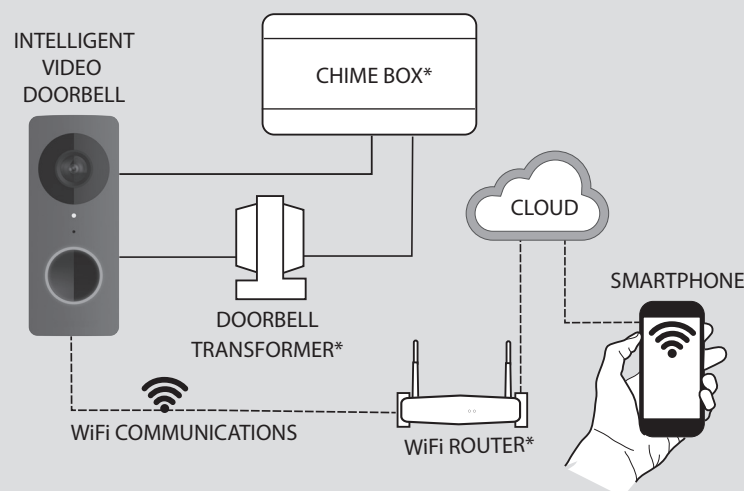 INTELLIGENT
VIDEO
DOORBELL
CHIME BOX*
CLOUD
SMARTPHONE
DOORBELL
TRANSFORMER*
WiFi COMMUNICATIONS
WiFi ROUTER*